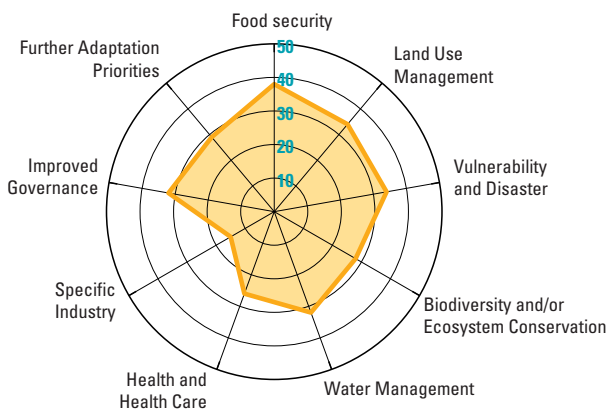 Food security
50
40
30
20
10
Land Use
Management
Vulnerability
and Disaster
Biodiversity and/or
Ecosystem Conservation
Water Management
Health and
Health Care
Specific
Industry
Improved
Governance
Further Adaptation
Priorities